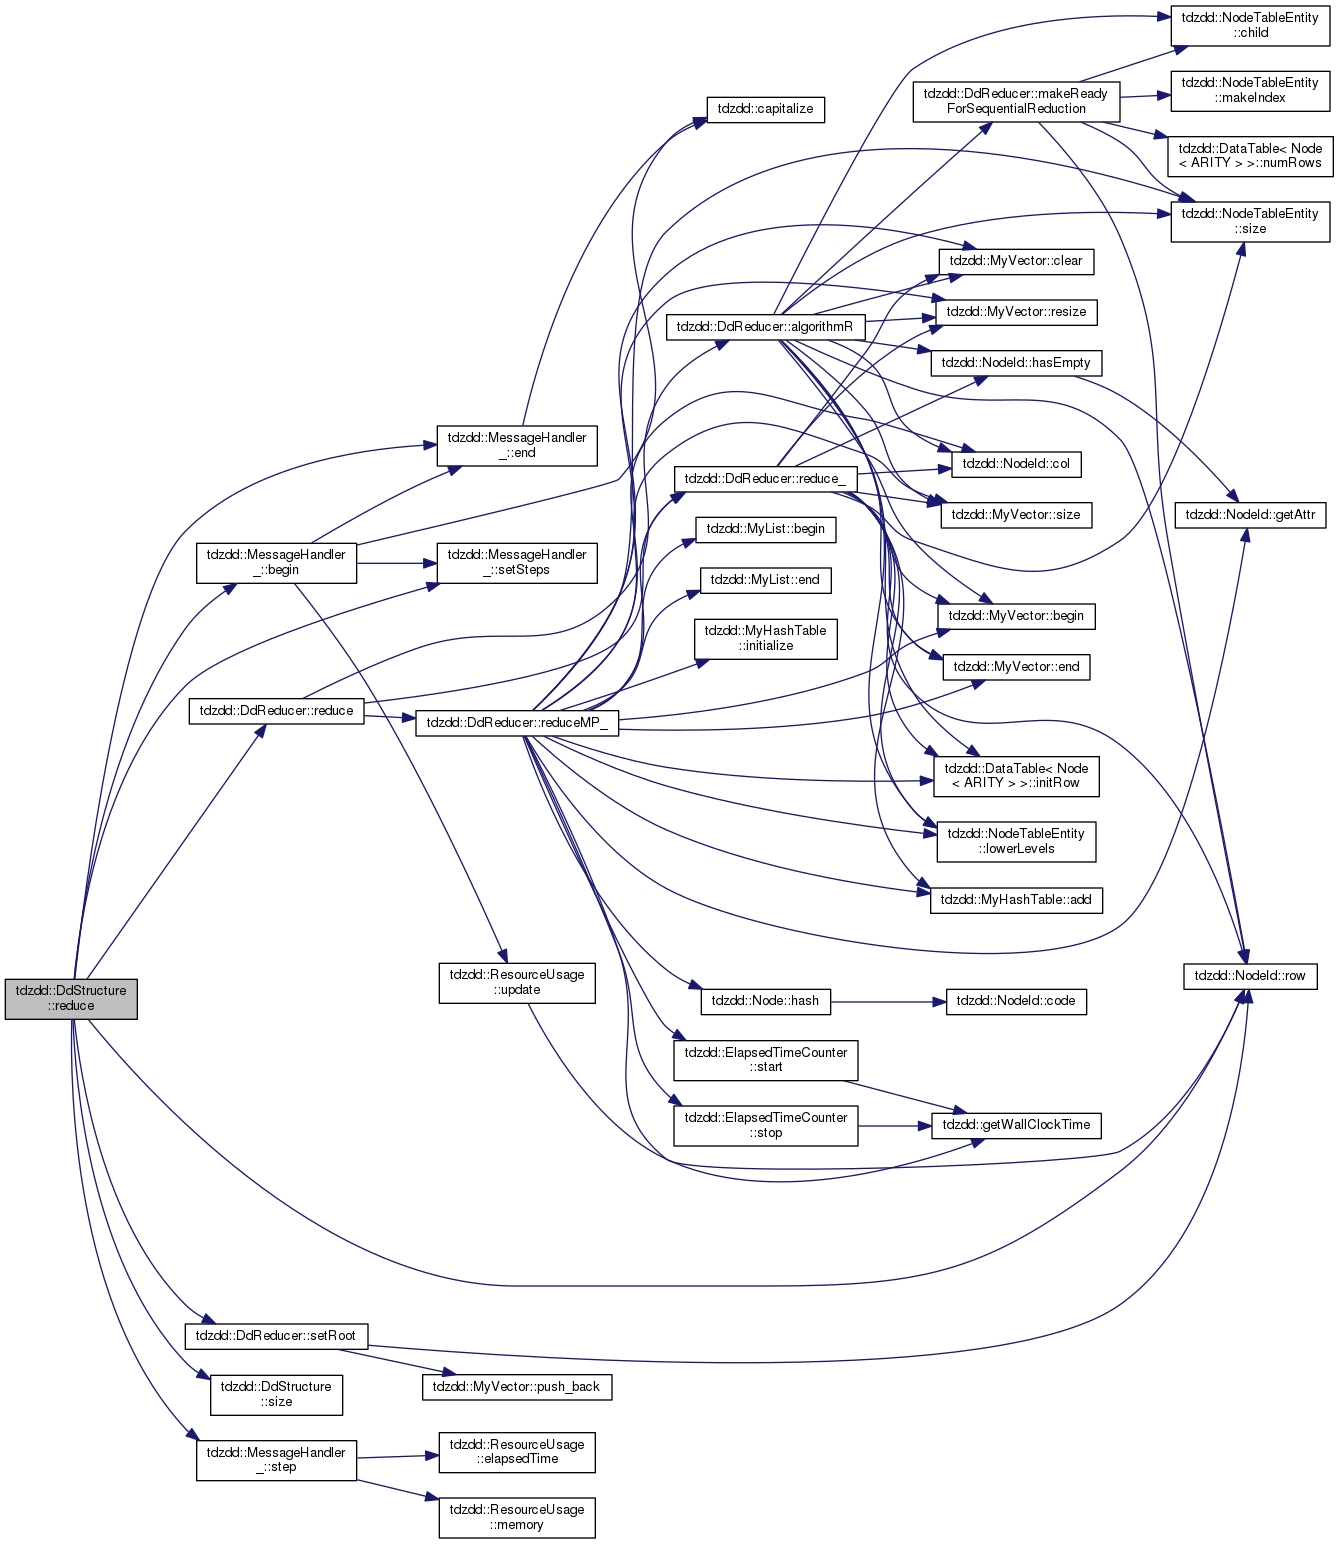 tdzdd::DdStructure
::reduce
tdzdd::MessageHandler
_::begin
tdzdd::DdReducer::reduce
tdzdd::DdReducer::setRoot
tdzdd::DdStructure
::size
tdzdd::MessageHandler
_::step
tdzdd::MessageHandler
_::end
tdzdd::MessageHandler
_::setSteps
tdzdd::DdReducer::reduceMP_
tdzdd::ResourceUsage
::update
tdzdd::MyVector::push_back
tdzdd::ResourceUsage
::elapsedTime
tdzdd::ResourceUsage
::memory
tdzdd::capitalize
tdzdd::DdReducer::algorithmR
tdzdd::DdReducer::reduce_
tdzdd::MyList::begin
tdzdd::MyList::end
tdzdd::MyHashTable
::initialize
tdzdd::Node::hash
tdzdd::ElapsedTimeCounter
::start
tdzdd::ElapsedTimeCounter
::stop
tdzdd::DdReducer::makeReady
ForSequentialReduction
tdzdd::MyVector::clear
tdzdd::MyVector::resize
tdzdd::NodeId::hasEmpty
tdzdd::NodeId::col
tdzdd::MyVector::size
tdzdd::MyVector::begin
tdzdd::MyVector::end
tdzdd::DataTable< Node
< ARITY > >::initRow
tdzdd::NodeTableEntity
::lowerLevels
tdzdd::MyHashTable::add
tdzdd::NodeId::code
tdzdd::getWallClockTime
tdzdd::NodeTableEntity
::child
tdzdd::NodeTableEntity
::makeIndex
tdzdd::DataTable< Node
< ARITY > >::numRows
tdzdd::NodeTableEntity
::size
tdzdd::NodeId::getAttr
tdzdd::NodeId::row